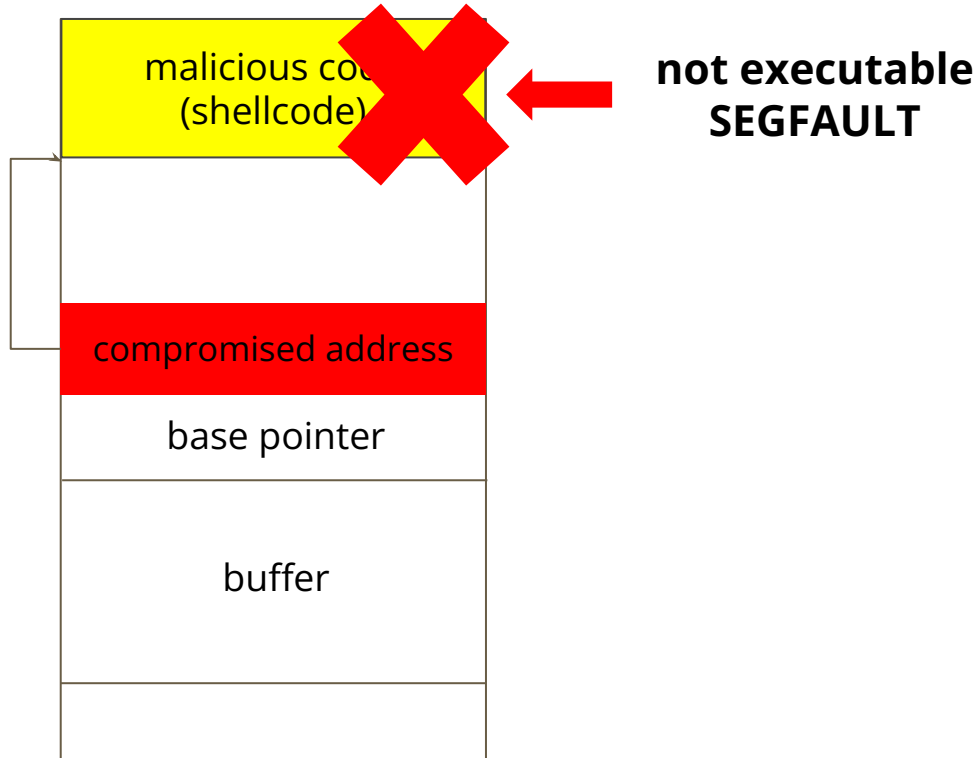 malicious co
(shellcode)
not executable
SEGFAULT
compromised address
base pointer
buffer